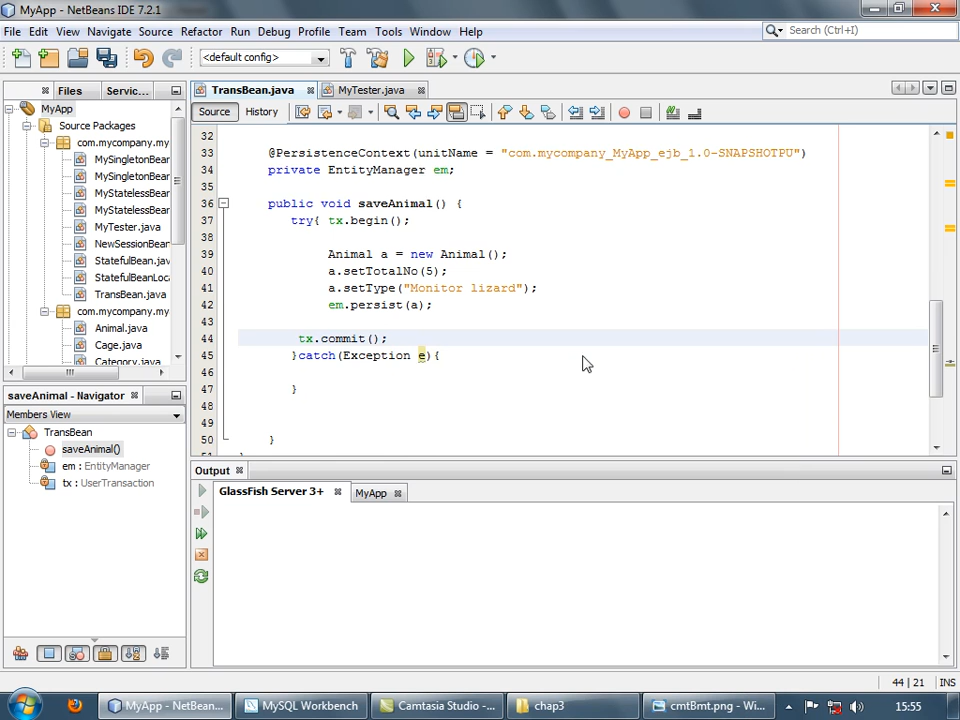 MyApp - NetBeans IDE 7.2.1
File Edit View Navigate Source Refactor Run Debug Profile Team Tools Window Help
Search (Ctrl+I)
<default config>
Files Servic...
TransBean.java MyTester.java
Source History
MyApp
Source Packages
com.mycompany.my
MySingletonBean
MySingletonBean
MyStatelessBean
MyStatelessBean
MyTester.java
NewSessionBean
StatefulBean.java
StatefulBeanLoc
TransBean.java
com.mycompany.my
Animal.java
Cage.java
Category.java
32
33 @PersistenceContext(unitName = "com.mycompany_MyApp_ejb_1.0-SNAPSHOTPU")
34 private EntityManager em;
35
36 public void saveAnimal() {
37 try{ tx.begin();
38
39 Animal a = new Animal();
40 a.setTotalNo(5);
41 a.setType("Monitor lizard");
42 em.persist(a);
43
44 tx.commit();
45 }catch(Exception e){
46
47 }
48
49
50 }
saveAnimal - Navigator
Members View
TransBean
saveAnimal()
em : EntityManager
tx : UserTransaction
Output
GlassFish Server 3+ MyApp
44 | 21 INS
MyApp - NetBeans... MySQL Workbench Camtasia Studio -... chap3 cmtBmt.png - Wi... 15:55